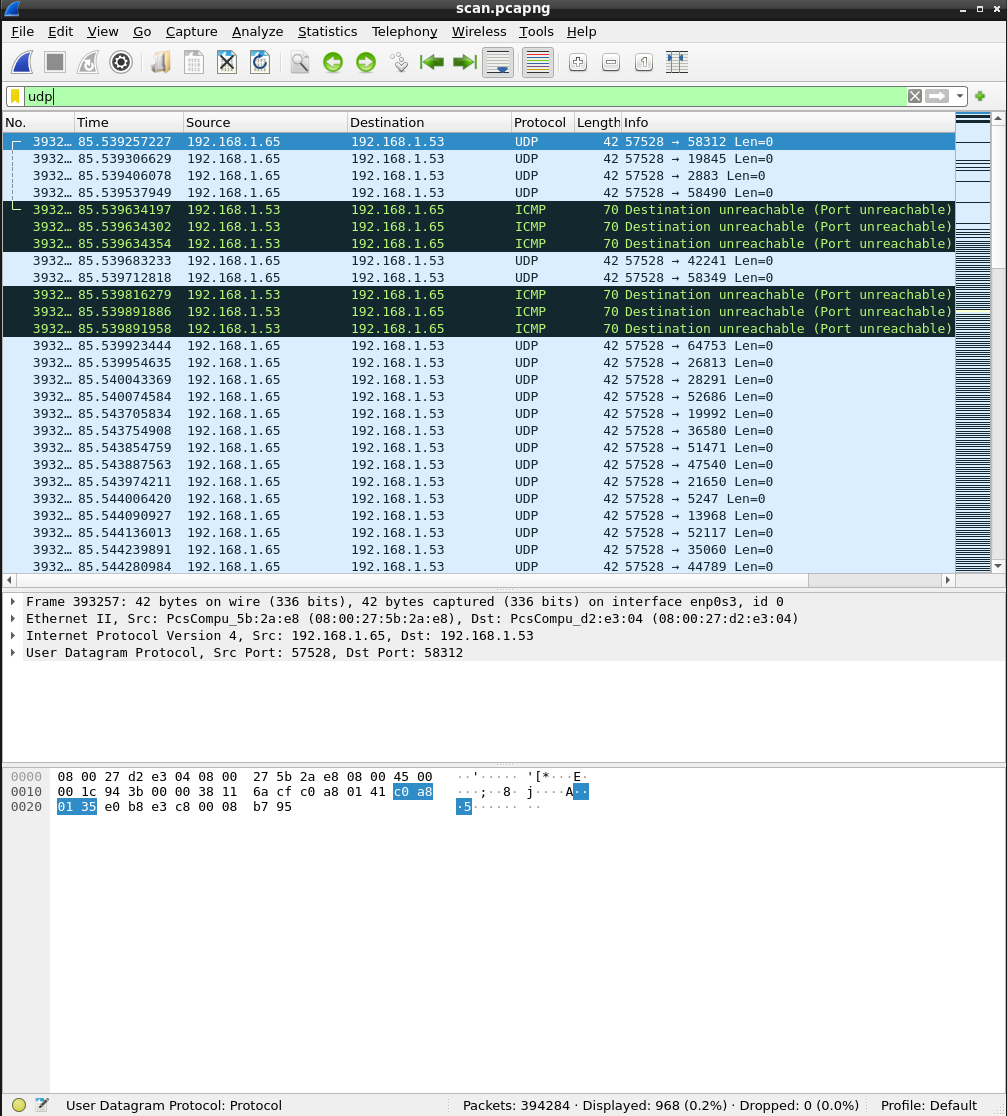 scan.pcapng
File Edit View Go Capture Analyze Statistics Telephony Wireless Tools Help
udp
No. Time Source Destination Protocol Length Info
3932… 85.539257227 192.168.1.65 192.168.1.53 UDP 42 57528 → 58312 Len=0
3932… 85.539306629 192.168.1.65 192.168.1.53 UDP 42 57528 → 19845 Len=0
3932… 85.539406078 192.168.1.65 192.168.1.53 UDP 42 57528 → 2883 Len=0
3932… 85.539537949 192.168.1.65 192.168.1.53 UDP 42 57528 → 58490 Len=0
3932… 85.539634197 192.168.1.53 192.168.1.65 ICMP 70 Destination unreachable (Port unreachable)
3932… 85.539634302 192.168.1.53 192.168.1.65 ICMP 70 Destination unreachable (Port unreachable)
3932… 85.539634354 192.168.1.53 192.168.1.65 ICMP 70 Destination unreachable (Port unreachable)
3932… 85.539683233 192.168.1.65 192.168.1.53 UDP 42 57528 → 42241 Len=0
3932… 85.539712818 192.168.1.65 192.168.1.53 UDP 42 57528 → 58349 Len=0
3932… 85.539816279 192.168.1.53 192.168.1.65 ICMP 70 Destination unreachable (Port unreachable)
3932… 85.539891886 192.168.1.53 192.168.1.65 ICMP 70 Destination unreachable (Port unreachable)
3932… 85.539891958 192.168.1.53 192.168.1.65 ICMP 70 Destination unreachable (Port unreachable)
3932… 85.539923444 192.168.1.65 192.168.1.53 UDP 42 57528 → 64753 Len=0
3932… 85.539954635 192.168.1.65 192.168.1.53 UDP 42 57528 → 26813 Len=0
3932… 85.540043369 192.168.1.65 192.168.1.53 UDP 42 57528 → 28291 Len=0
3932… 85.540074584 192.168.1.65 192.168.1.53 UDP 42 57528 → 52686 Len=0
3932… 85.543705834 192.168.1.65 192.168.1.53 UDP 42 57528 → 19992 Len=0
3932… 85.543754908 192.168.1.65 192.168.1.53 UDP 42 57528 → 36580 Len=0
3932… 85.543854759 192.168.1.65 192.168.1.53 UDP 42 57528 → 51471 Len=0
3932… 85.543887563 192.168.1.65 192.168.1.53 UDP 42 57528 → 47540 Len=0
3932… 85.543974211 192.168.1.65 192.168.1.53 UDP 42 57528 → 21650 Len=0
3932… 85.544006420 192.168.1.65 192.168.1.53 UDP 42 57528 → 5247 Len=0
3932… 85.544090927 192.168.1.65 192.168.1.53 UDP 42 57528 → 13968 Len=0
3932… 85.544136013 192.168.1.65 192.168.1.53 UDP 42 57528 → 52117 Len=0
3932… 85.544239891 192.168.1.65 192.168.1.53 UDP 42 57528 → 35060 Len=0
3932… 85.544280984 192.168.1.65 192.168.1.53 UDP 42 57528 → 44789 Len=0
Frame 393257: 42 bytes on wire (336 bits), 42 bytes captured (336 bits) on interface enp0s3, id 0
Ethernet II, Src: PcsCompu_5b:2a:e8 (08:00:27:5b:2a:e8), Dst: PcsCompu_d2:e3:04 (08:00:27:d2:e3:04)
Internet Protocol Version 4, Src: 192.168.1.65, Dst: 192.168.1.53
User Datagram Protocol, Src Port: 57528, Dst Port: 58312
0000 08 00 27 d2 e3 04 08 00 27 5b 2a e8 08 00 45 00 ··'····· '[*···E·
0010 00 1c 94 3b 00 00 38 11 6a cf c0 a8 01 41 c0 a8 ···;··8· j····A··
0020 01 35 e0 b8 e3 c8 00 08 b7 95 ·5······ ··
User Datagram Protocol: Protocol
Packets: 394284 · Displayed: 968 (0.2%) · Dropped: 0 (0.0%)
Profile: Default